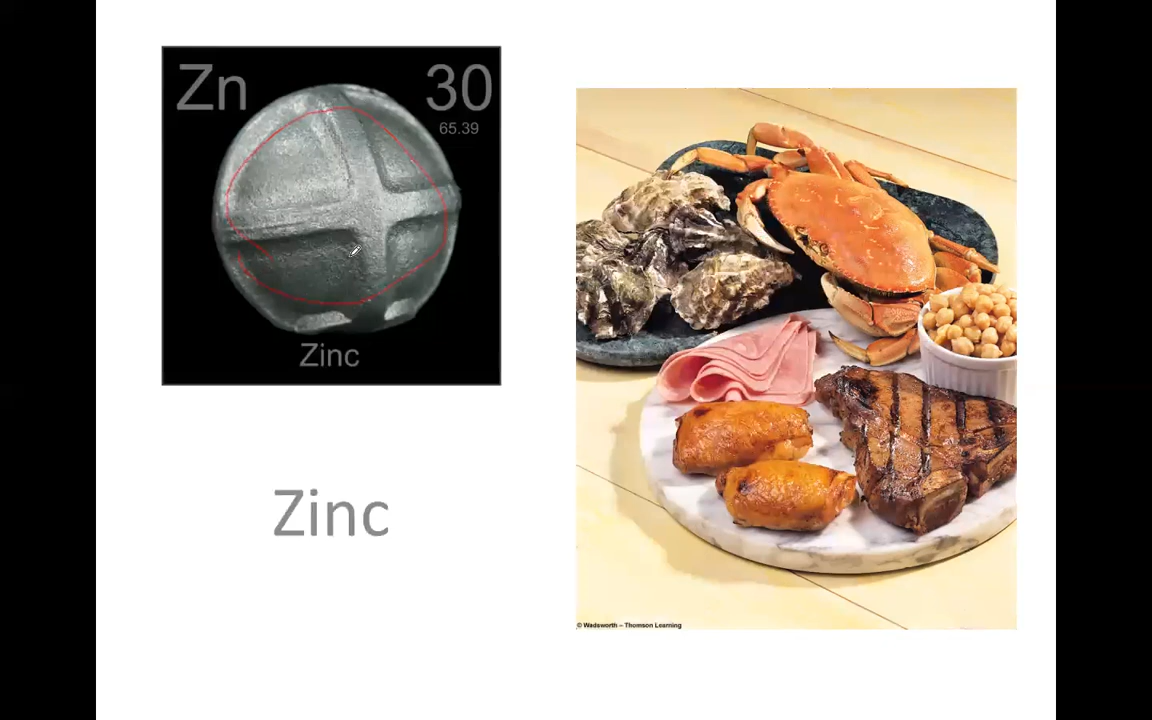 Zn
30
65.39
Zinc
Zinc
© Wadsworth – Thomson Learning